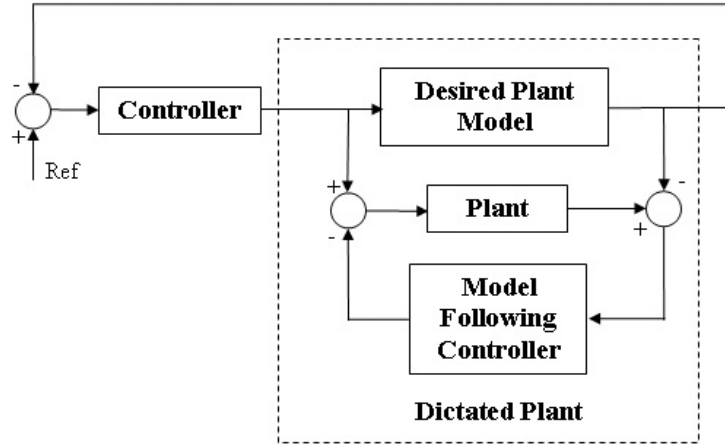 -
Controller
Desired Plant
Model
+
Ref
+
-
-
Plant
+
Model
Following
Controller
Dictated Plant